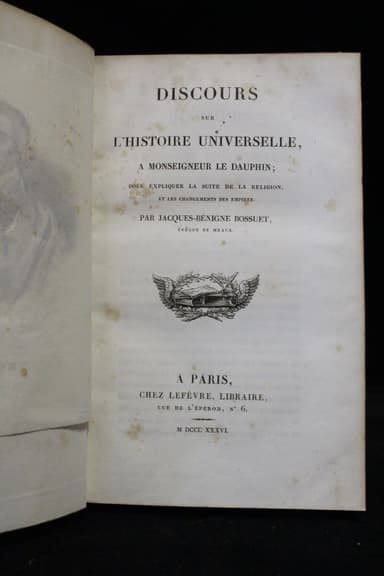 DISCOURS
SUR
L'HISTOIRE UNIVERSELLE,
A MONSEIGNEUR LE DAUPHIN;
POUR EXPLIQUER LA SUITE DE LA RELIGION,
ET LES CHANGEMENTS DES EMPIRES.
PAR JACQUES-BÉNIGNE BOSSUET,
ÉVÊQUE DE MEAUX.
A PARIS,
CHEZ LEFÈVRE, LIBRAIRE,
RUE DE L'ÉPERON, N° 6.
M DCCC XXXVI.